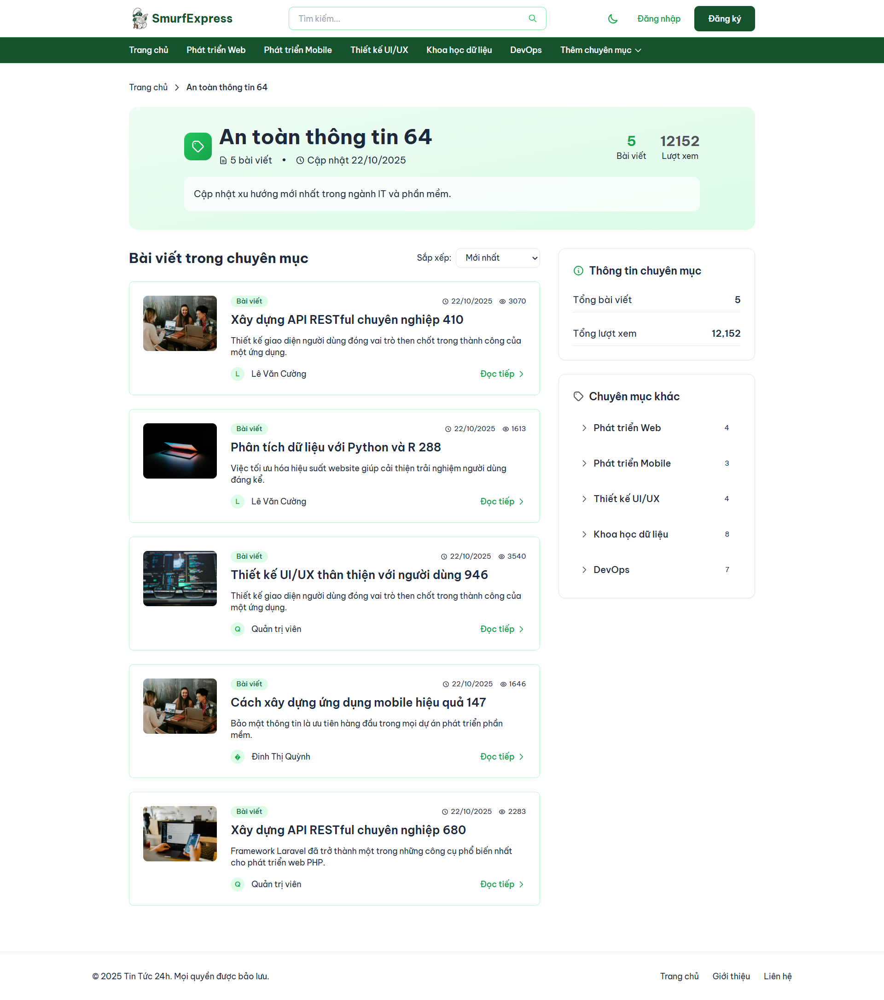 SmurfExpress
Tìm kiếm...
Đăng nhập
Đăng ký
Trang chủ
Phát triển Web
Phát triển Mobile
Thiết kế UI/UX
Khoa học dữ liệu
DevOps
Thêm chuyên mục
Trang chủ
An toàn thông tin 64
An toàn thông tin 64
5 bài viết • Cập nhật 22/10/2025
5
Bài viết
12152
Lượt xem
Cập nhật xu hướng mới nhất trong ngành IT và phần mềm.
Bài viết trong chuyên mục
Sắp xếp:
Mới nhất
Bài viết
22/10/2025
3070
Xây dựng API RESTful chuyên nghiệp 410
Thiết kế giao diện người dùng đóng vai trò then chốt trong thành công của
một ứng dụng.
L
Lê Văn Cường
Đọc tiếp
Bài viết
22/10/2025
1613
Phân tích dữ liệu với Python và R 288
Việc tối ưu hóa hiệu suất website giúp cải thiện trải nghiệm người dùng
đáng kể.
L
Lê Văn Cường
Đọc tiếp
Bài viết
22/10/2025
3540
Thiết kế UI/UX thân thiện với người dùng 946
Thiết kế giao diện người dùng đóng vai trò then chốt trong thành công của
một ứng dụng.
Q
Quản trị viên
Đọc tiếp
Bài viết
22/10/2025
1646
Cách xây dựng ứng dụng mobile hiệu quả 147
Bảo mật thông tin là ưu tiên hàng đầu trong mọi dự án phát triển phần
mềm.
�
Đinh Thị Quỳnh
Đọc tiếp
Bài viết
22/10/2025
2283
Xây dựng API RESTful chuyên nghiệp 680
Framework Laravel đã trở thành một trong những công cụ phổ biến nhất
cho phát triển web PHP.
Q
Quản trị viên
Đọc tiếp
Thông tin chuyên mục
Tổng bài viết
5
Tổng lượt xem
12,152
Chuyên mục khác
Phát triển Web
4
Phát triển Mobile
3
Thiết kế UI/UX
4
Khoa học dữ liệu
8
DevOps
7
© 2025 Tin Tức 24h. Mọi quyền được bảo lưu.
Trang chủ
Giới thiệu
Liên hệ